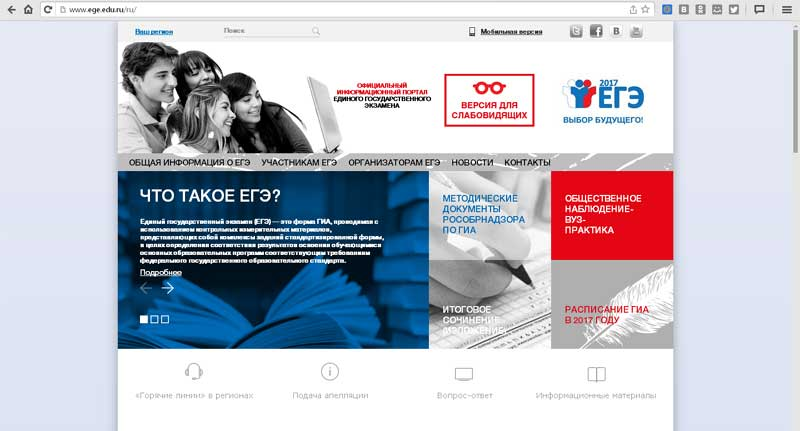 www.ege.edu.ru/ru/
Ваш регион
Поиск
Мобильная версия
ОФИЦИАЛЬНЫЙ
ИНФОРМАЦИОННЫЙ ПОРТАЛ
ЕДИНОГО ГОСУДАРСТВЕННОГО
ЭКЗАМЕНА
ВЕРСИЯ ДЛЯ
СЛАБОВИДЯЩИХ
2017
ЕГЭ
ВЫБОР БУДУЩЕГО!
ОБЩАЯ ИНФОРМАЦИЯ О ЕГЭ УЧАСТНИКАМ ЕГЭ ОРГАНИЗАТОРАМ ЕГЭ НОВОСТИ КОНТАКТЫ
ЧТО ТАКОЕ ЕГЭ?
Единый государственный экзамен (ЕГЭ) — это форма ГИА, проводимая с
использованием контрольных измерительных материалов,
представляющих собой комплексы заданий стандартизированной формы,
в целях определения соответствия результатов освоения обучающимися
основных образовательных программ соответствующим требованиям
федерального государственного образовательного стандарта.
Подробнее
МЕТОДИЧЕСКИЕ
ДОКУМЕНТЫ
РОСОБРНАДЗОРА
ПО ГИА
ОБЩЕСТВЕННОЕ
НАБЛЮДЕНИЕ-
ВУЗ-
ПРАКТИКА
ИТОГОВОЕ
СОЧИНЕНИЕ
(ИЗЛОЖЕНИЕ)
РАСПИСАНИЕ ГИА
В 2017 ГОДУ
«Горячие линии» в регионах
Подача апелляции
Вопрос-ответ
Информационные материалы